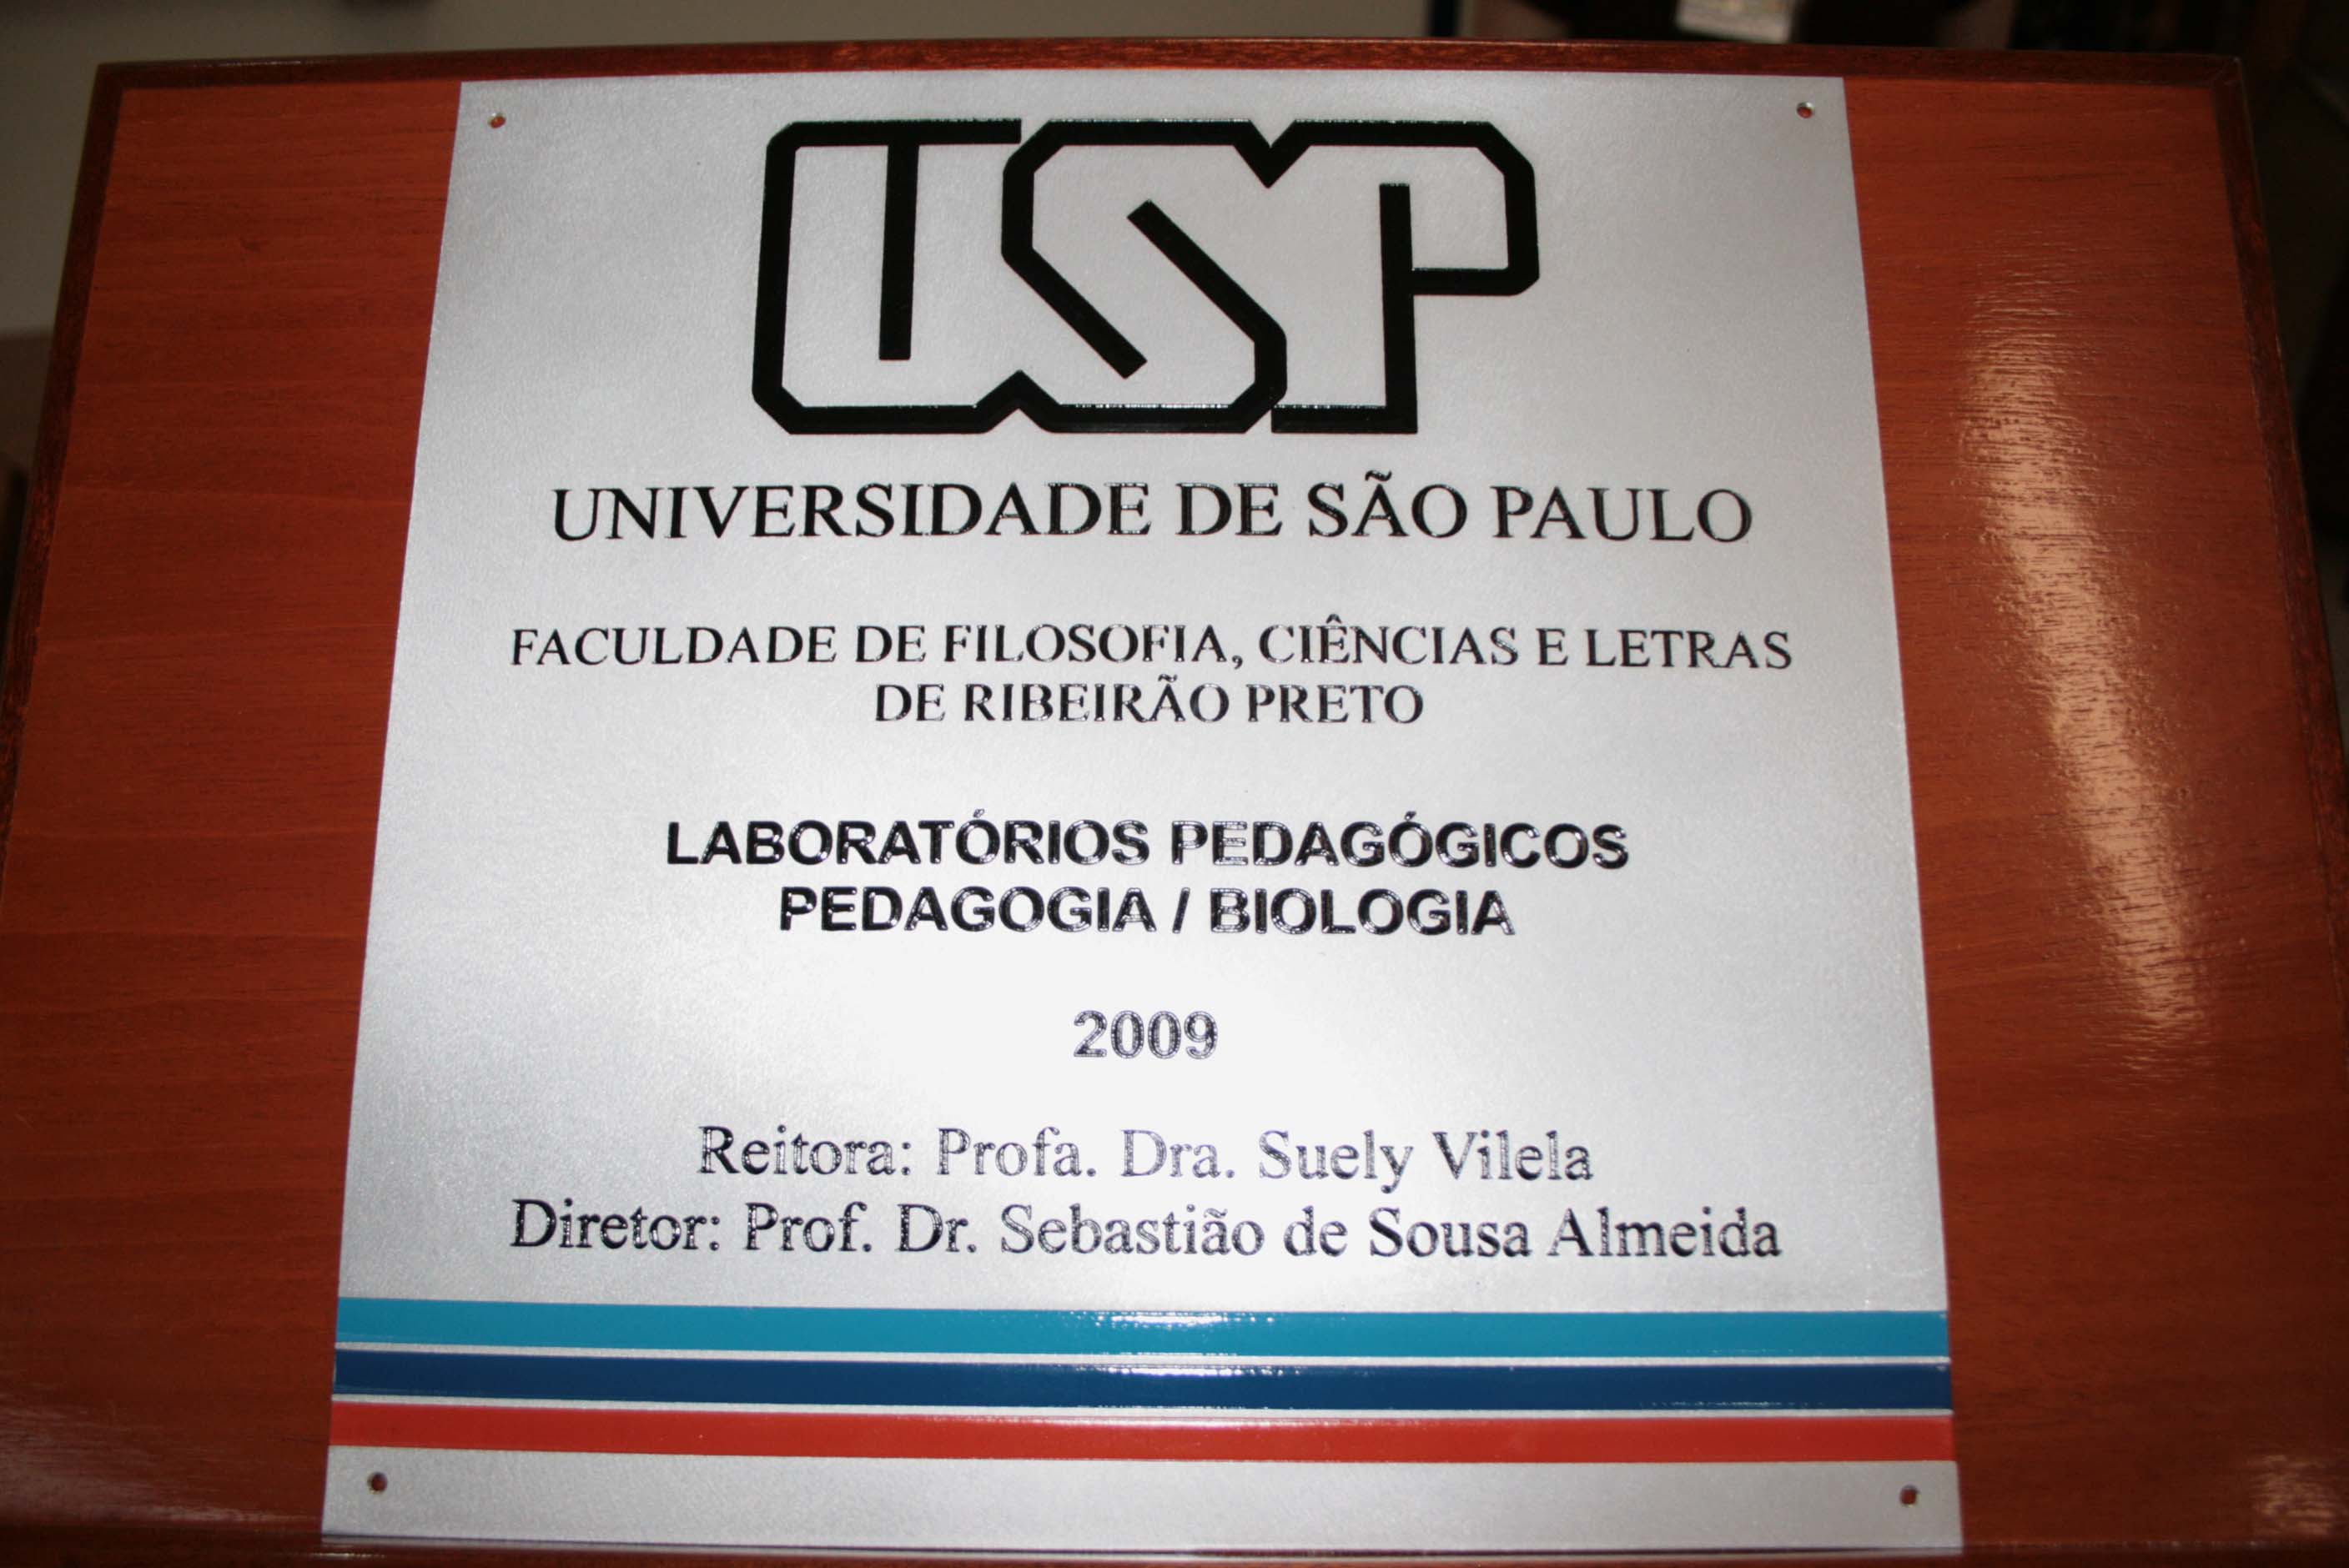 USP
UNIVERSIDADE DE SÃO PAULO
FACULDADE DE FILOSOFIA, CIÊNCIAS E LETRAS
DE RIBEIRÃO PRETO
LABORATÓRIOS PEDAGÓGICOS
PEDAGOGIA / BIOLOGIA
2009
Reitora: Profa. Dra. Suely Vilela
Diretor: Prof. Dr. Sebastião de Sousa Almeida